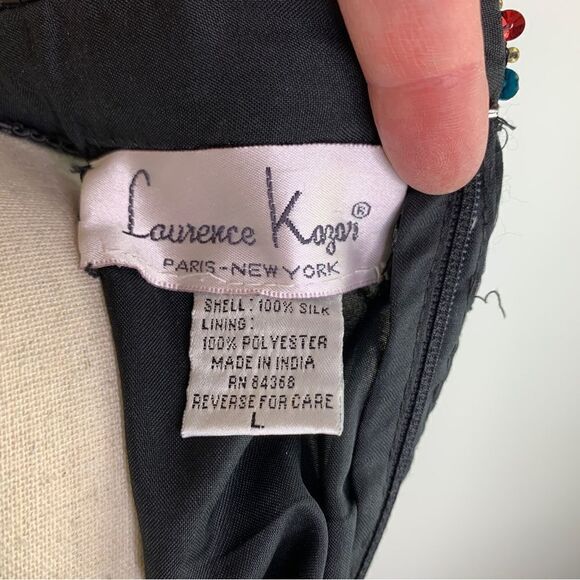 Laurence Kazar®
PARIS-NEW YORK
SHELL: 100% SILK
LINING:
100% POLYESTER
MADE IN INDIA
RN 84368
REVERSE FOR CARE
L